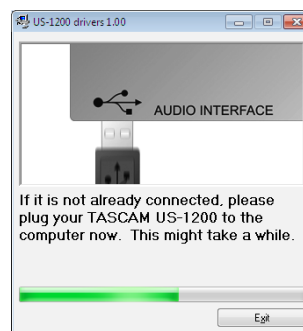 US-1200 drivers 1.00
AUDIO INTERFACE
If it is not already connected, please
plug your TASCAM US-1200 to the
computer now.  This might take a while.
Exit